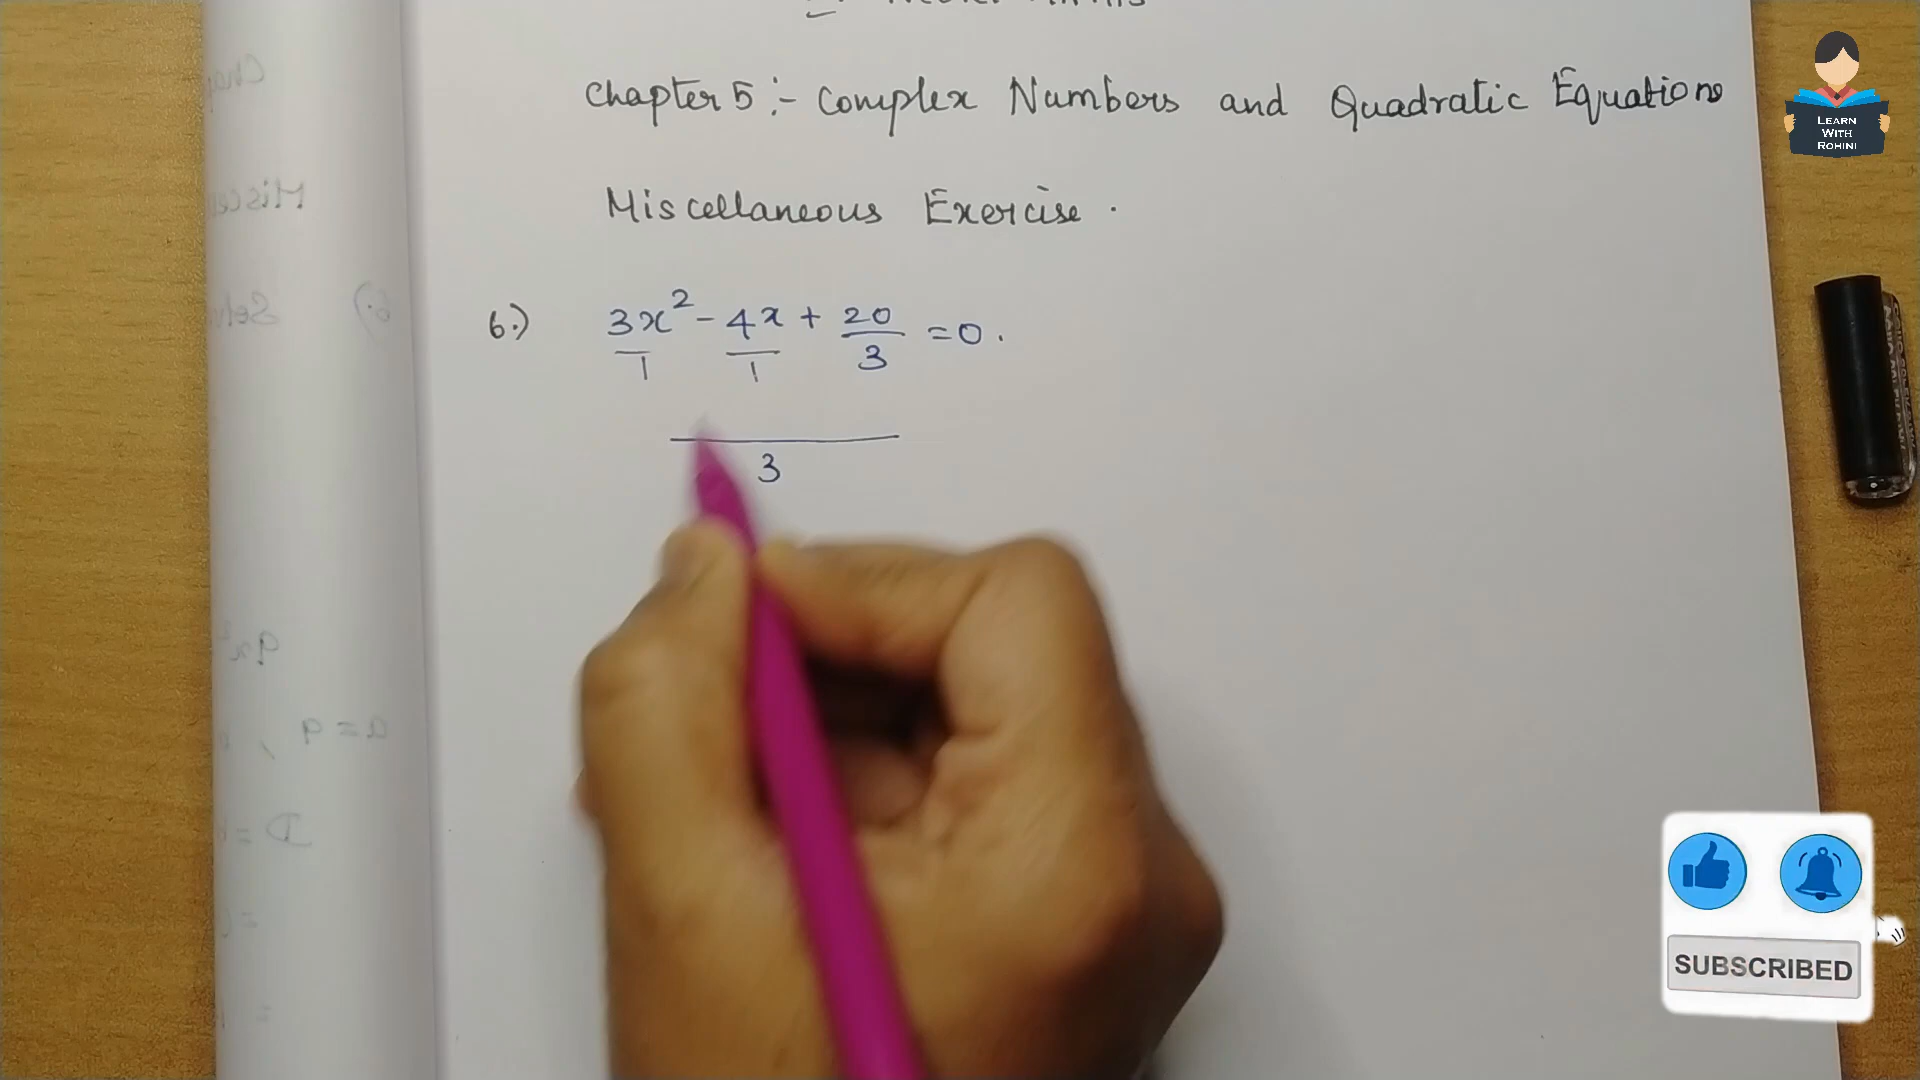 Chapter 5 :- Complex Numbers and Quadratic Equations
LEARN
WITH
ROHINI
Miscellaneous Exercise .
6.) 3x²/1 - 4x/1 + 20/3 = 0 .
3
SUBSCRIBED